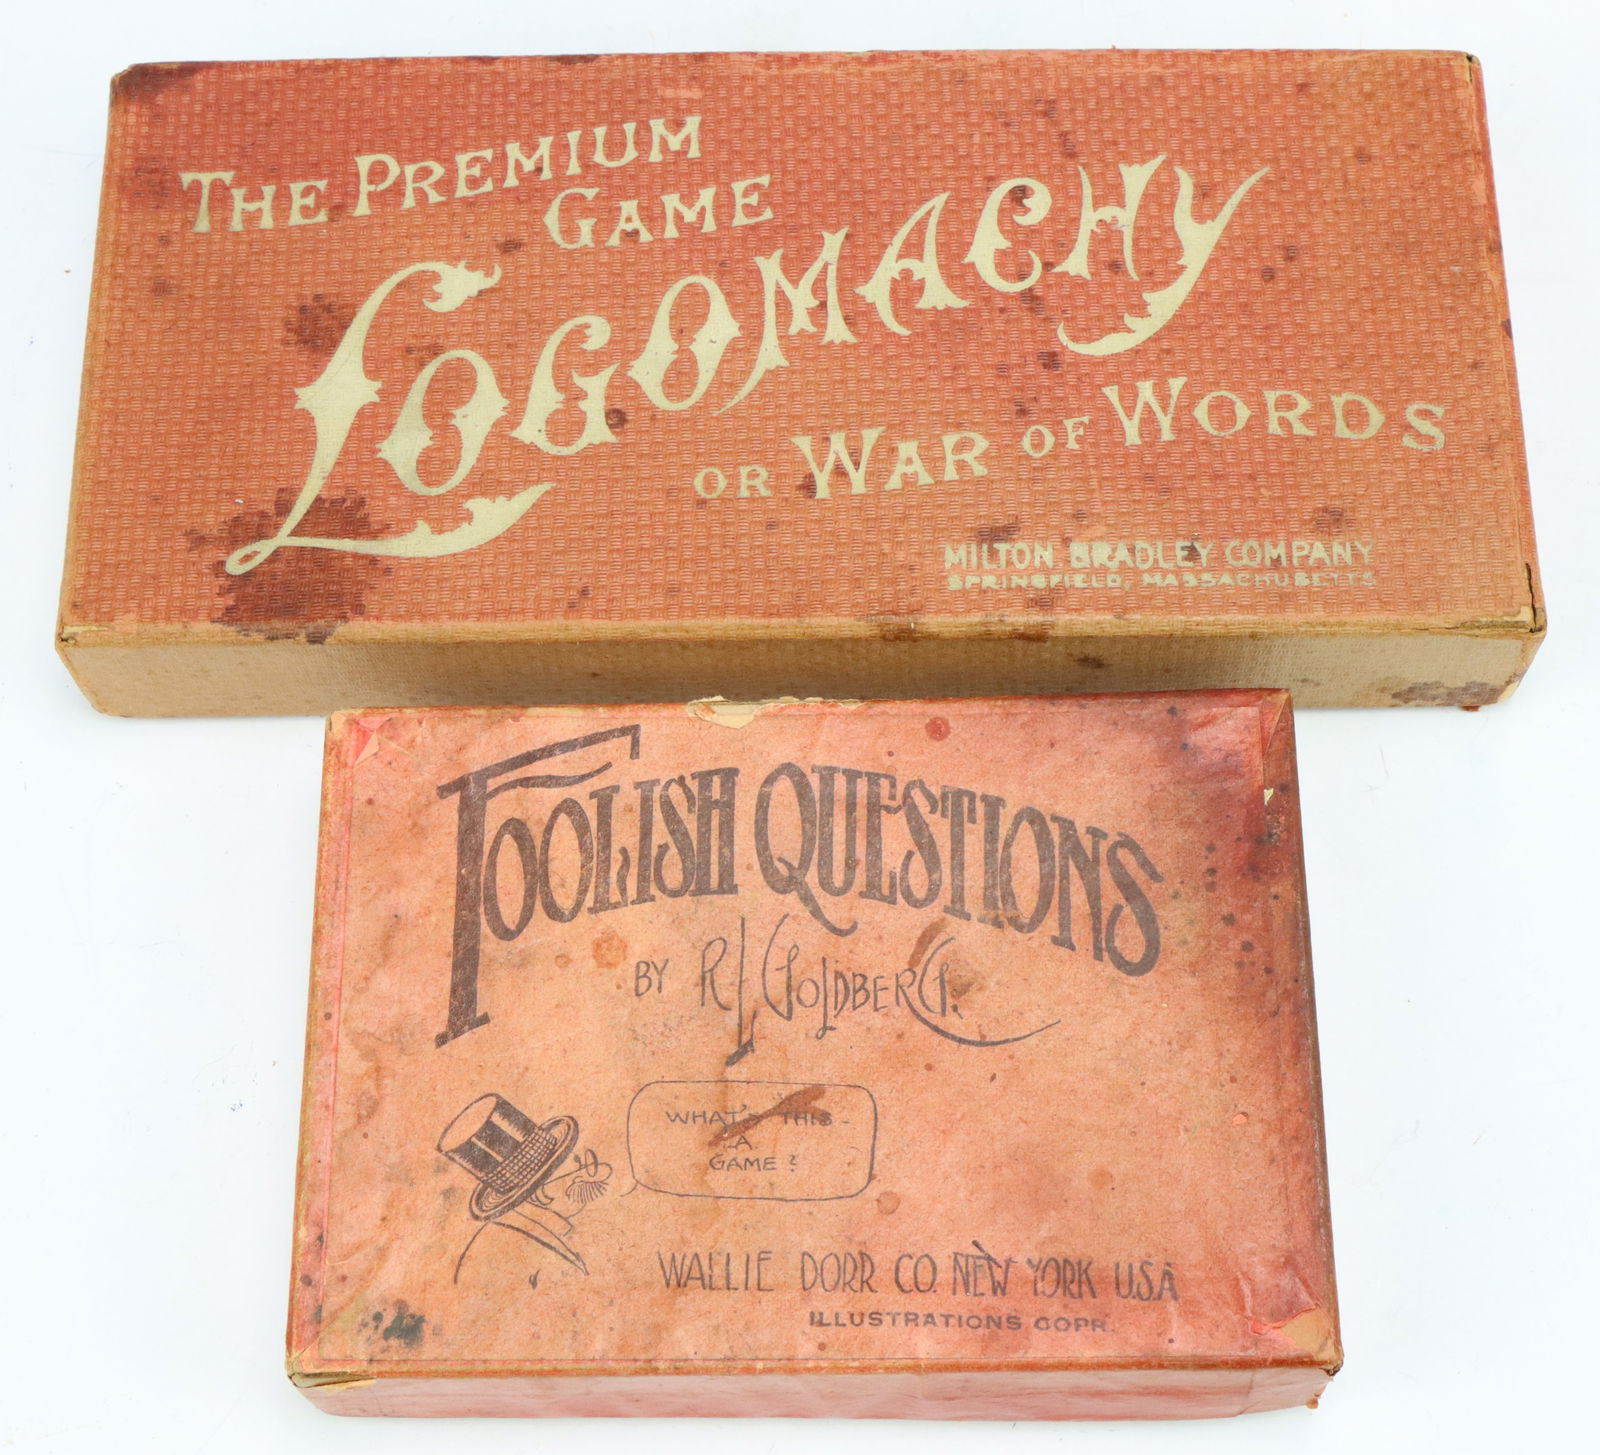 THE PREMIUM
GAME
LOGOMACHY
OR WAR OF WORDS
MILTON BRADLEY COMPANY
SPRINGFIELD, MASSACHUSETTS
FOOLISH QUESTIONS
BY R L GOLDBERG.
WHAT'S THIS -
A
GAME?
WALLIE DORR CO. NEW YORK U.S.A
ILLUSTRATIONS COPR.